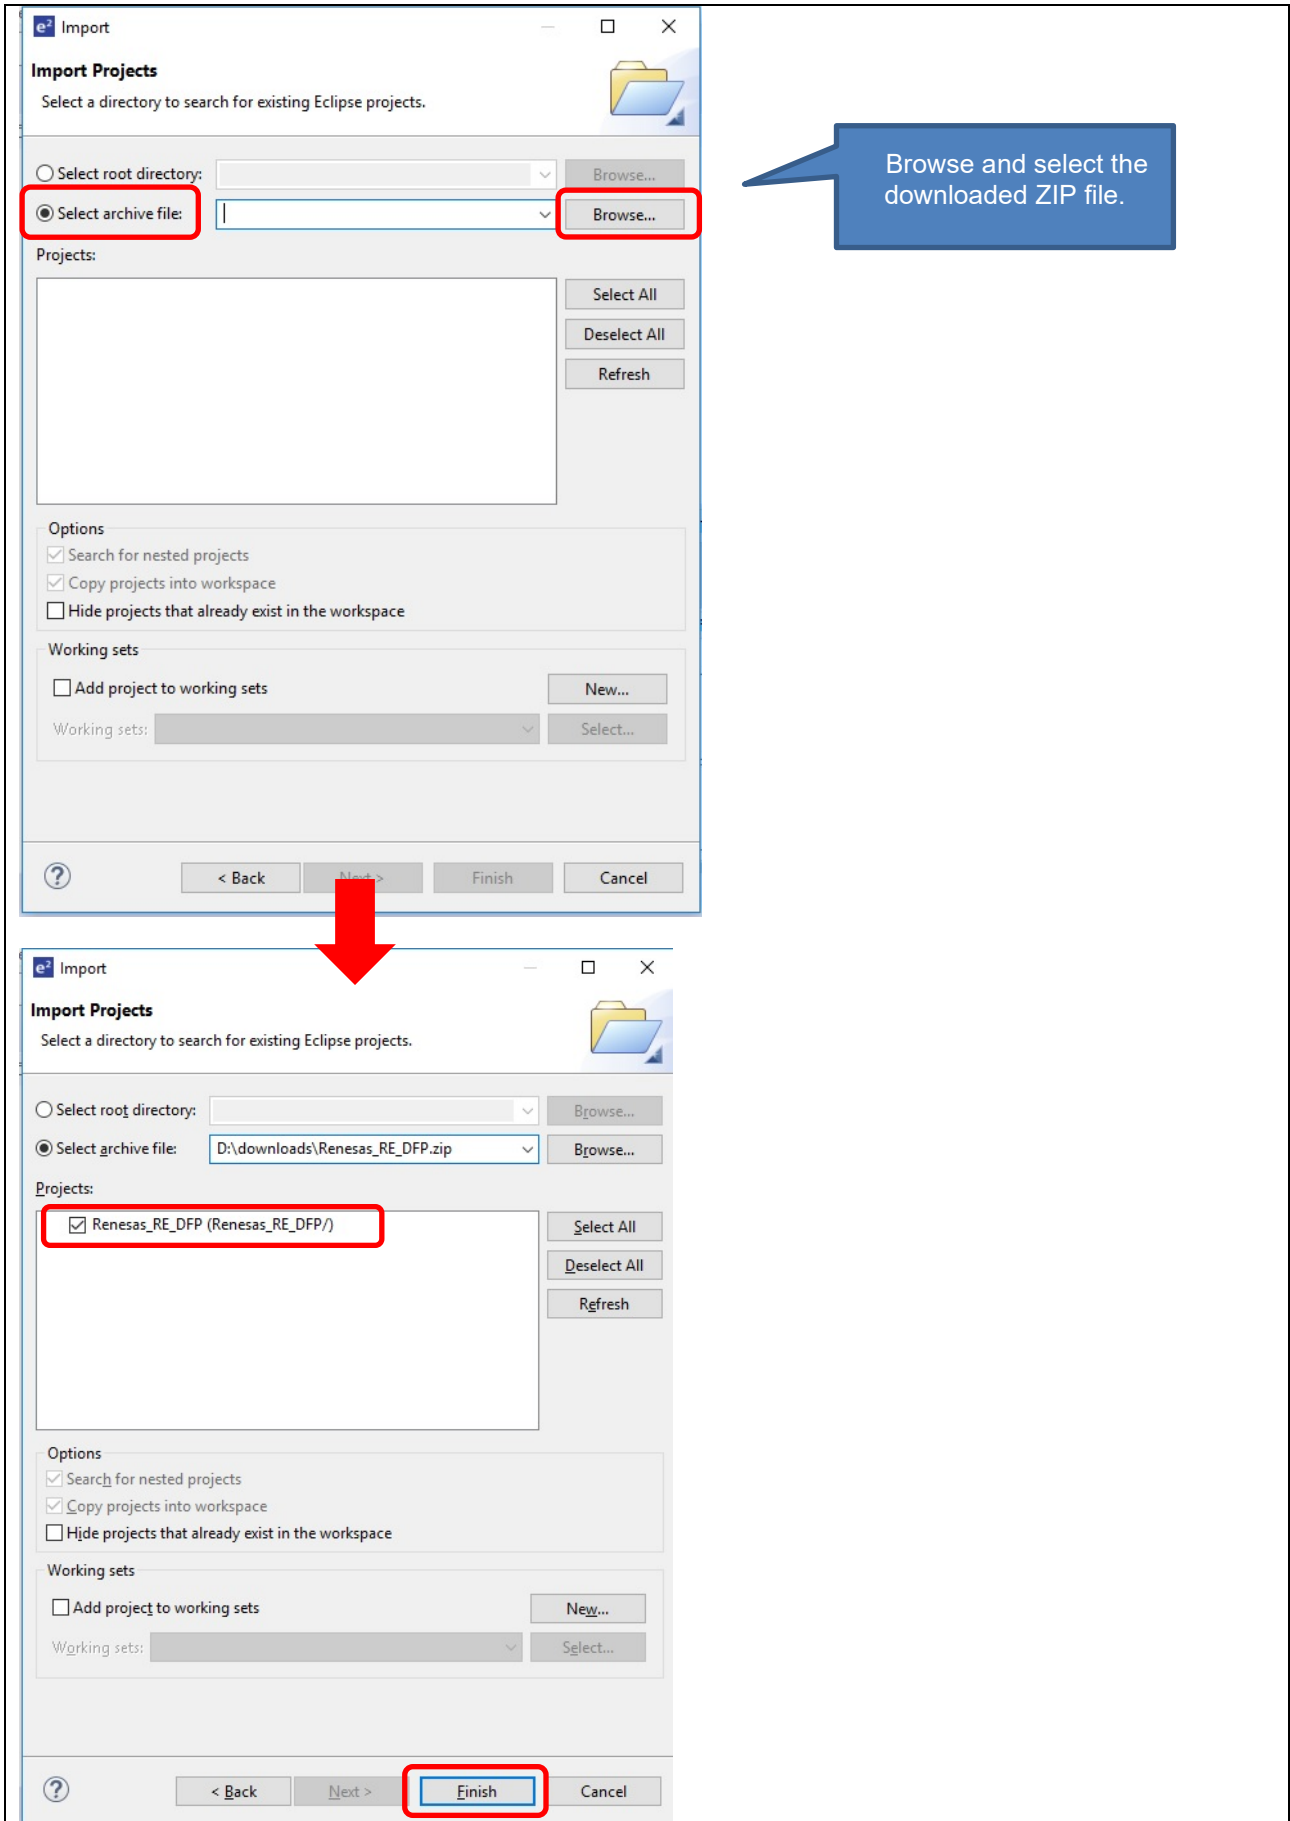 e² Import
Import Projects
Select a directory to search for existing Eclipse projects.
Select root directory:
Browse...
Select archive file:
Browse...
Browse and select the
downloaded ZIP file.
Projects:
Select All
Deselect All
Refresh
Options
Search for nested projects
Copy projects into workspace
Hide projects that already exist in the workspace
Working sets
Add project to working sets
New...
Working sets:
Select...
? < Back Next > Finish Cancel
e² Import
Import Projects
Select a directory to search for existing Eclipse projects.
Select root directory:
Browse...
Select archive file: D:\downloads\Renesas_RE_DFP.zip
Browse...
Projects:
Renesas_RE_DFP (Renesas_RE_DFP/)
Select All
Deselect All
Refresh
Options
Search for nested projects
Copy projects into workspace
Hide projects that already exist in the workspace
Working sets
Add project to working sets
New...
Working sets:
Select...
? < Back Next > Finish Cancel